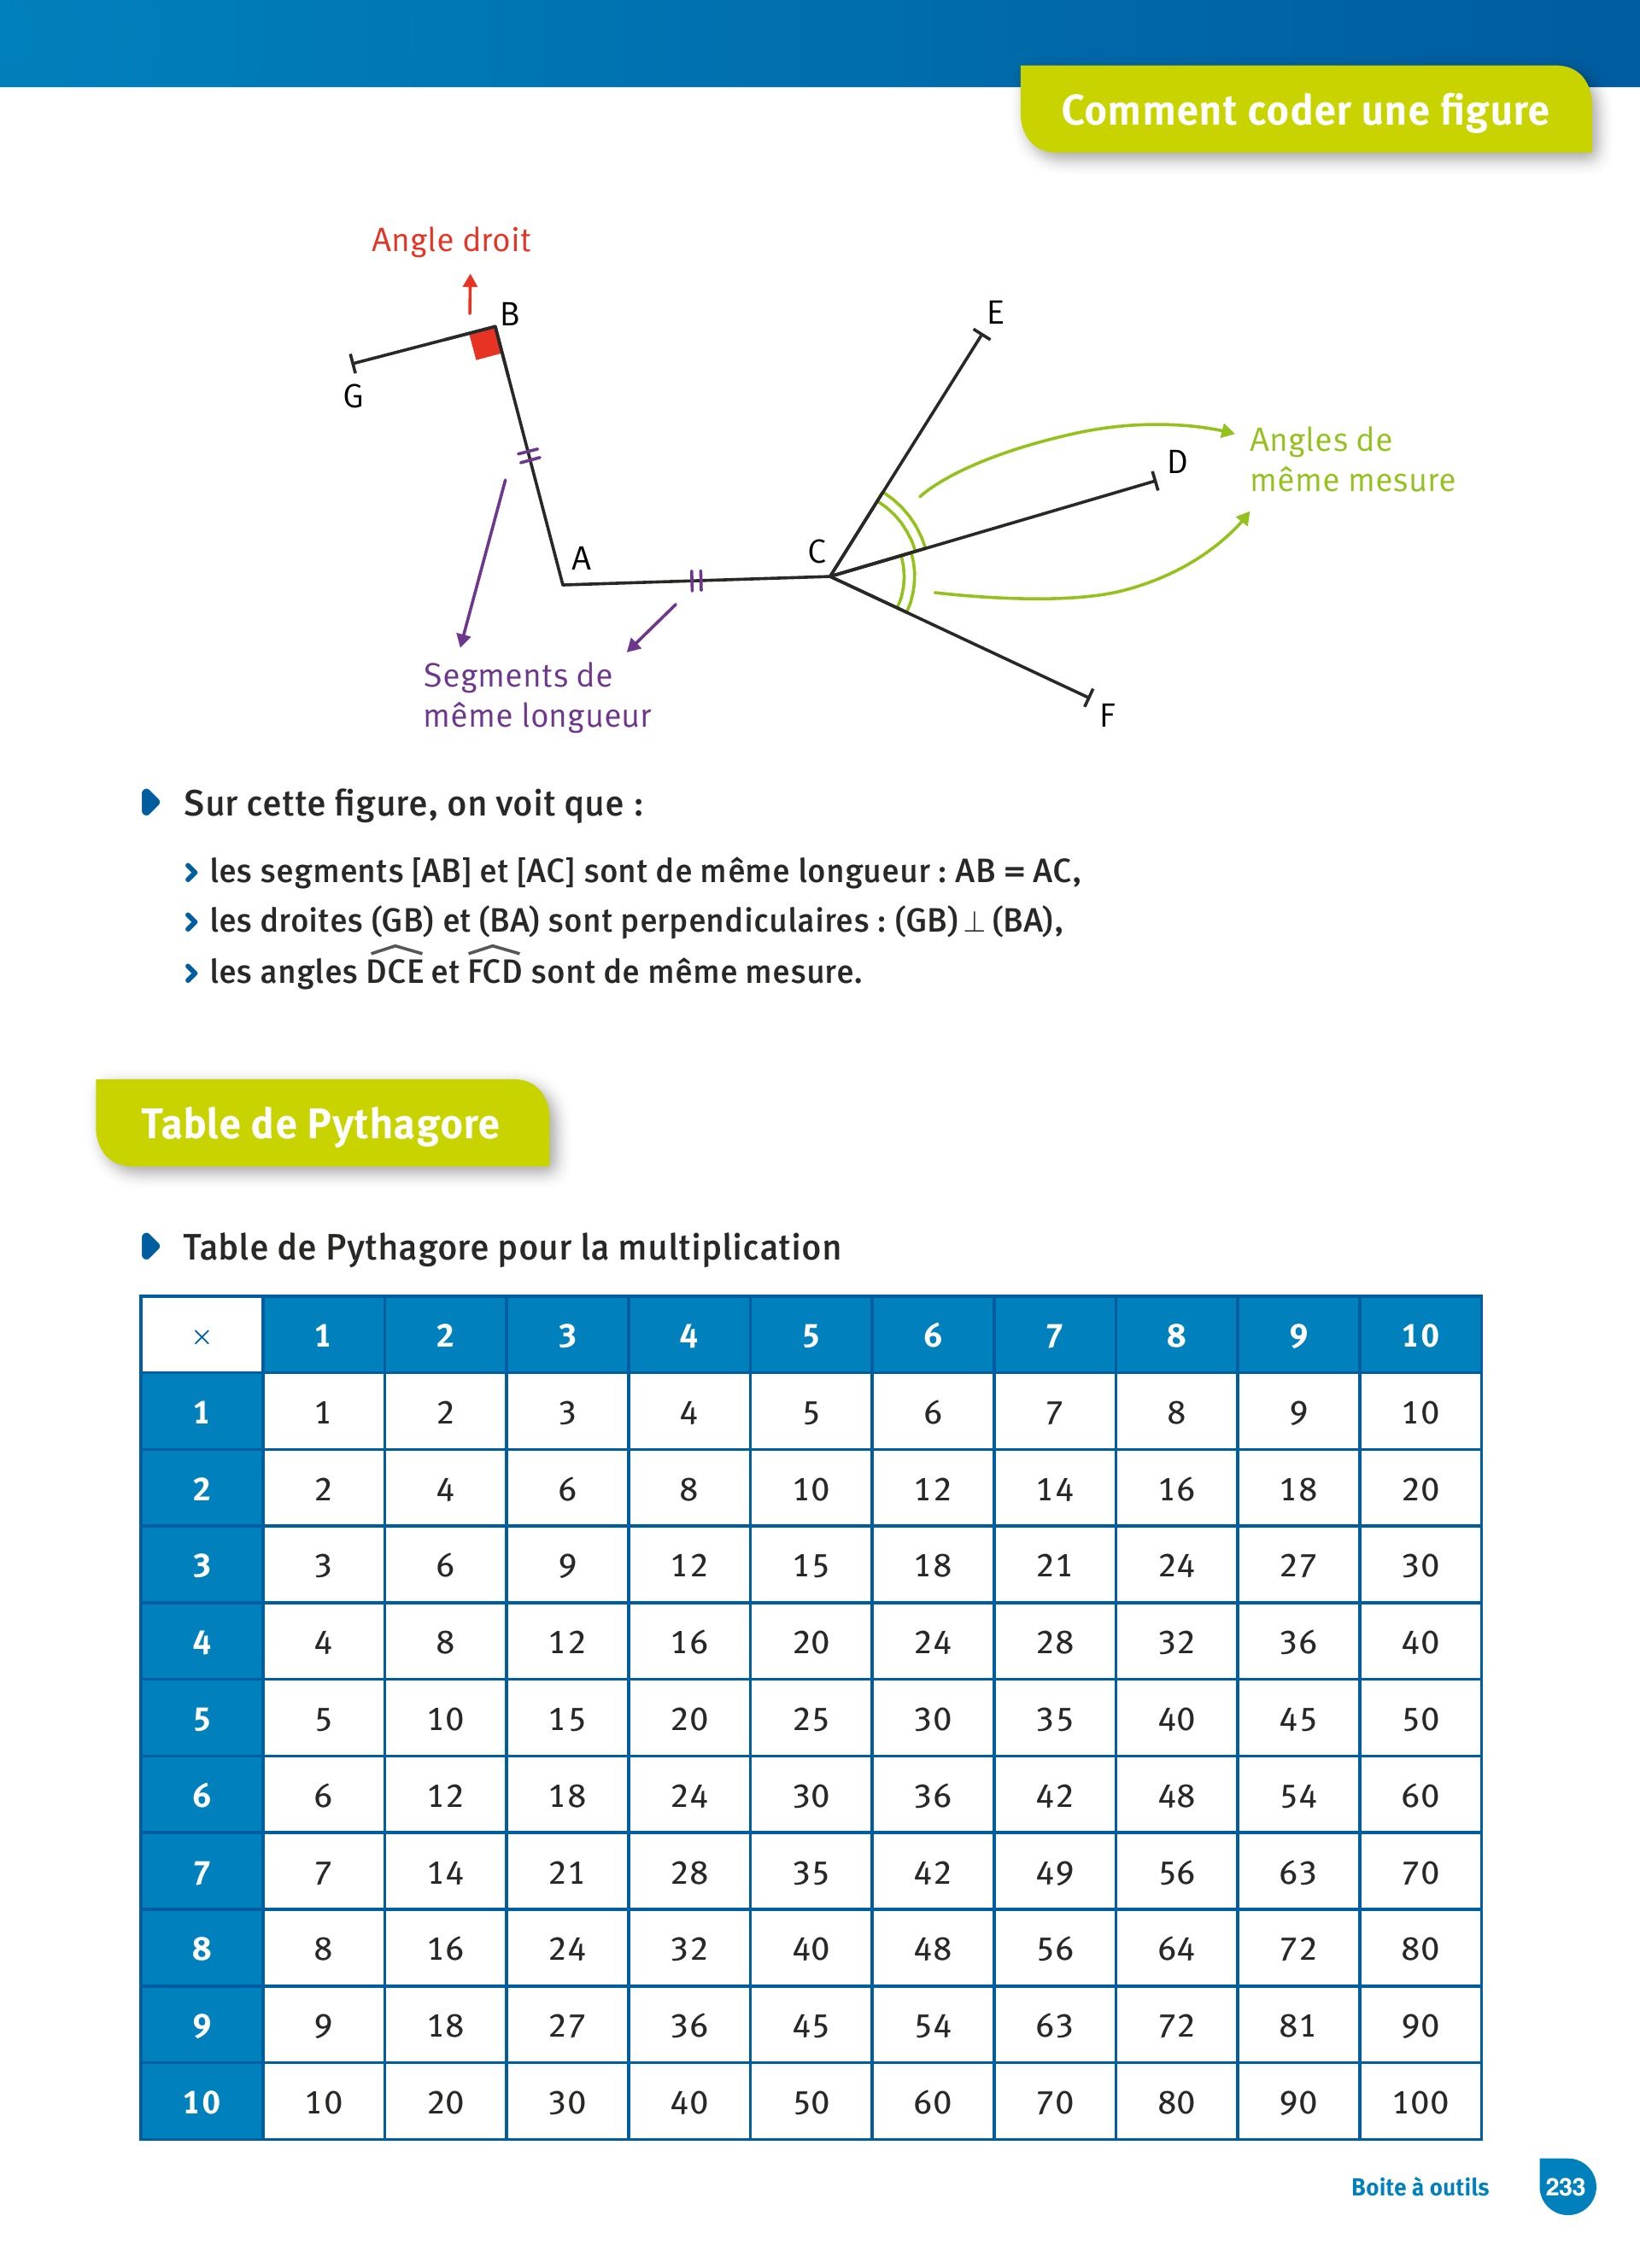 Comment coder une figure
Angle droit
B
G
E
D
Angles de
même mesure
A
C
F
Segments de
même longueur
Sur cette figure, on voit que :
› les segments [AB] et [AC] sont de même longueur : AB = AC,
› les droites (GB) et (BA) sont perpendiculaires : (GB) ⊥ (BA),
› les angles D͡CE et F͡CD sont de même mesure.
Table de Pythagore
Table de Pythagore pour la multiplication
× 1 2 3 4 5 6 7 8 9 10
1 1 2 3 4 5 6 7 8 9 10
2 2 4 6 8 10 12 14 16 18 20
3 3 6 9 12 15 18 21 24 27 30
4 4 8 12 16 20 24 28 32 36 40
5 5 10 15 20 25 30 35 40 45 50
6 6 12 18 24 30 36 42 48 54 60
7 7 14 21 28 35 42 49 56 63 70
8 8 16 24 32 40 48 56 64 72 80
9 9 18 27 36 45 54 63 72 81 90
10 10 20 30 40 50 60 70 80 90 100
Boite à outils 233